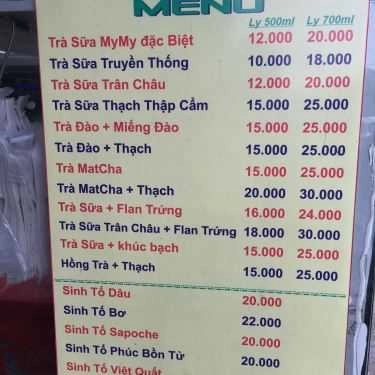 MENU
Ly 500ml Ly 700ml
Trà Sữa MyMy đặc Biệt 12.000 20.000
Trà Sữa Truyền Thống 10.000 18.000
Trà Sữa Trân Châu 12.000 20.000
Trà Sữa Thạch Thập Cẩm 15.000 25.000
Trà Đào + Miếng Đào 15.000 25.000
Trà Đào + Thạch 15.000 25.000
Trà MatCha 15.000 25.000
Trà MatCha + Thạch 20.000 30.000
Trà Sữa + Flan Trứng 16.000 24.000
Trà Sữa Trân Châu + Flan Trứng 18.000 30.000
Trà Sữa + khúc bạch 15.000 25.000
Hồng Trà + Thạch 15.000 25.000
Sinh Tố Dâu 20.000
Sinh Tố Bơ 22.000
Sinh Tố Sapoche 20.000
Sinh Tố Phúc Bồn Tử 20.000
Sinh Tố Việt Quất